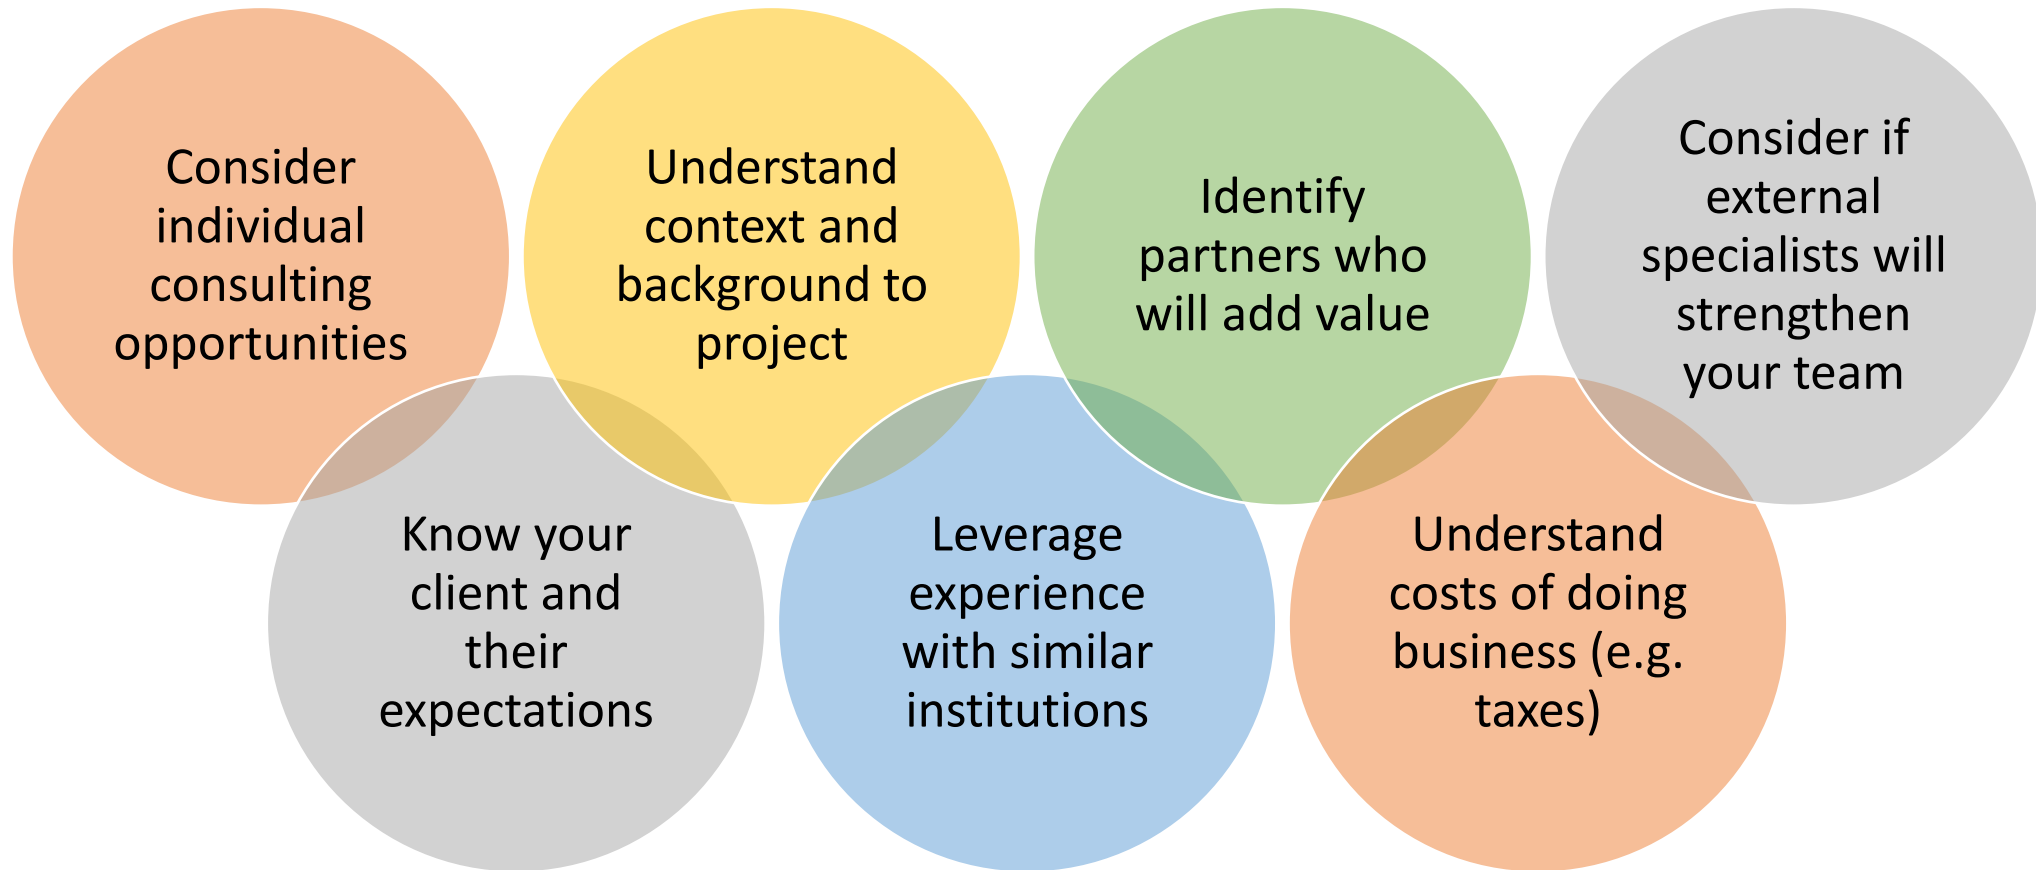 Consider
individual
consulting
opportunities
Know your
client and
their
expectations
Understand
context and
background to
project
Leverage
experience
with similar
institutions
Identify
partners who
will add value
Understand
costs of doing
business (e.g.
taxes)
Consider if
external
specialists will
strengthen
your team